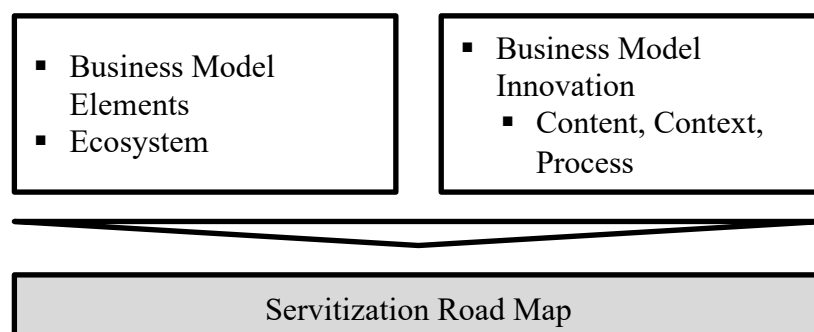 ▪ Business Model
Elements
▪ Ecosystem
▪ Business Model
Innovation
▪ Content, Context,
Process
Servitization Road Map